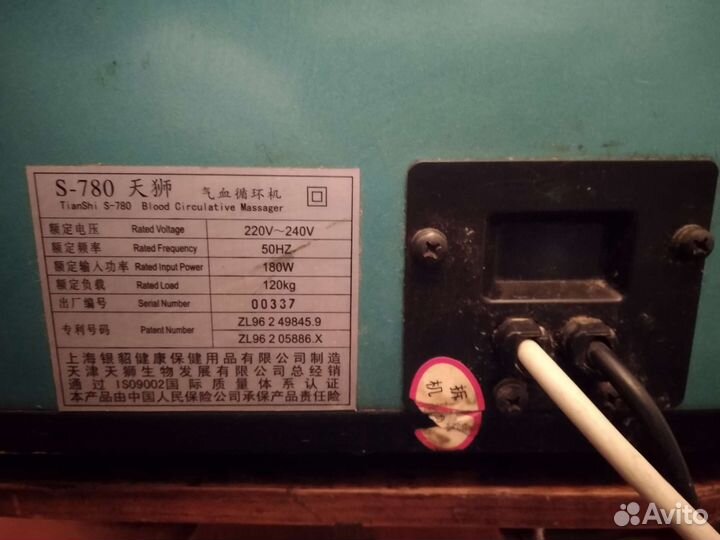 S-780 天狮 气血循环机
TianShi S-780 Blood Circulative Massager
额定电压 Rated Voltage 220V～240V
额定频率 Rated Frequency 50HZ
额定输入功率 Rated Input Power 180W
额定负载 Rated Load 120kg
出厂编号 Serial Number 00337
专利号码 Patent Number ZL96 2 49845.9
ZL96 2 05886.X
上海银貂健康保健用品有限公司制造
天津天狮生物发展有限公司总经销
通过IS09002国际质量体系认证
本产品由中国人民保险公司承保产品责任险
拆
机
Avito